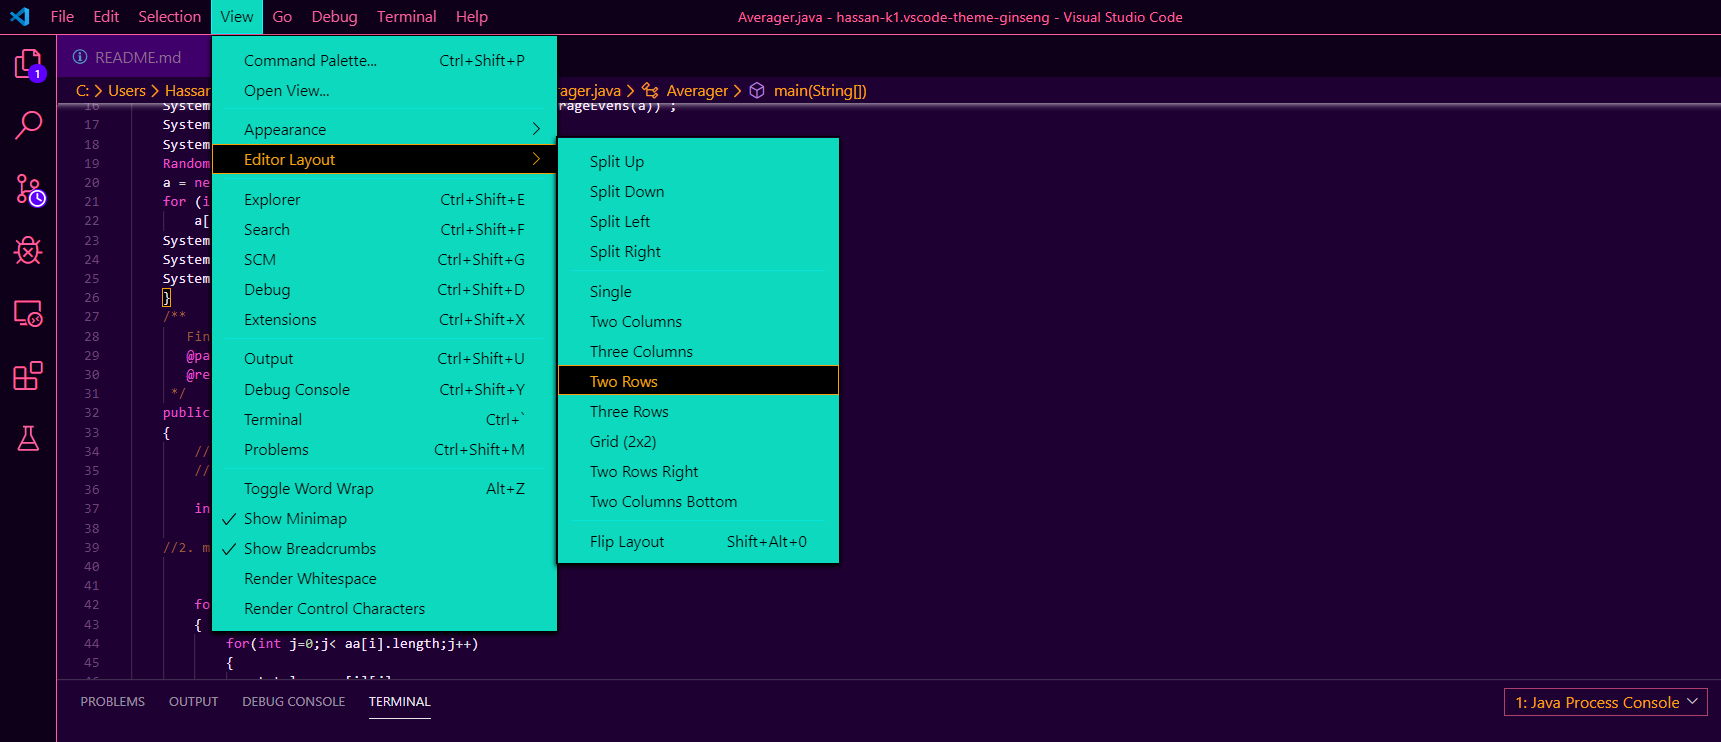 File Edit Selection View Go Debug Terminal Help
Averager.java - hassan-k1.vscode-theme-ginseng - Visual Studio Code
1
README.md
C: > Users > Hassan
rager.java > Averager > main(String[])
Command Palette... Ctrl+Shift+P
Open View...
Appearance
Editor Layout
Explorer Ctrl+Shift+E
Search Ctrl+Shift+F
SCM Ctrl+Shift+G
Debug Ctrl+Shift+D
Extensions Ctrl+Shift+X
Output Ctrl+Shift+U
Debug Console Ctrl+Shift+Y
Terminal Ctrl+`
Problems Ctrl+Shift+M
Toggle Word Wrap Alt+Z
Show Minimap
Show Breadcrumbs
Render Whitespace
Render Control Characters
Split Up
Split Down
Split Left
Split Right
Single
Two Columns
Three Columns
Two Rows
Three Rows
Grid (2x2)
Two Rows Right
Two Columns Bottom
Flip Layout Shift+Alt+0
16 System rageEvens(a)) ;
17 System
18 System
19 Random
20 a = ne
21 for (i
22 a[
23 System
24 System
25 System
26 }
27 /**
28 Fin
29 @pa
30 @re
31 */
32 public
33 {
34 //
35 //
36
37 in
38
39 //2. m
40
41
42 fo
43 {
44 for(int j=0;j< aa[i].length;j++)
45 {
PROBLEMS OUTPUT DEBUG CONSOLE TERMINAL
1: Java Process Console